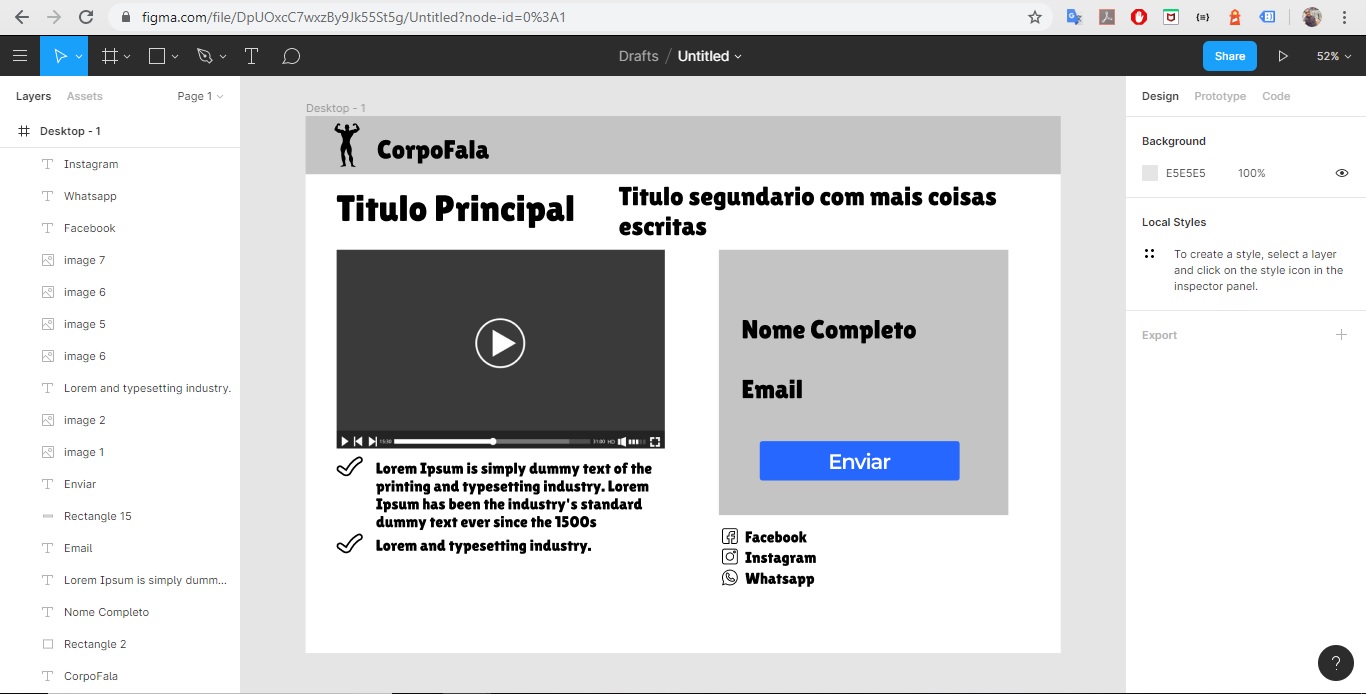 figma.com/file/DpUOxcC7wxzBy9Jk55St5g/Untitled?node-id=0%3A1
Drafts / Untitled
Share
52%
Layers
Assets
Page 1
Desktop - 1
Instagram
Whatsapp
Facebook
image 7
image 6
image 5
image 6
Lorem and typesetting industry.
image 2
image 1
Enviar
Rectangle 15
Email
Lorem Ipsum is simply dumm...
Nome Completo
Rectangle 2
CorpoFala
Desktop - 1
CorpoFala
Titulo Principal
Titulo segundario com mais coisas
escritas
15:30
31:00 HD
Lorem Ipsum is simply dummy text of the
printing and typesetting industry. Lorem
Ipsum has been the industry's standard
dummy text ever since the 1500s
Lorem and typesetting industry.
Nome Completo
Email
Enviar
Facebook
Instagram
Whatsapp
Design
Prototype
Code
Background
E5E5E5
100%
Local Styles
To create a style, select a layer
and click on the style icon in the
inspector panel.
Export
?